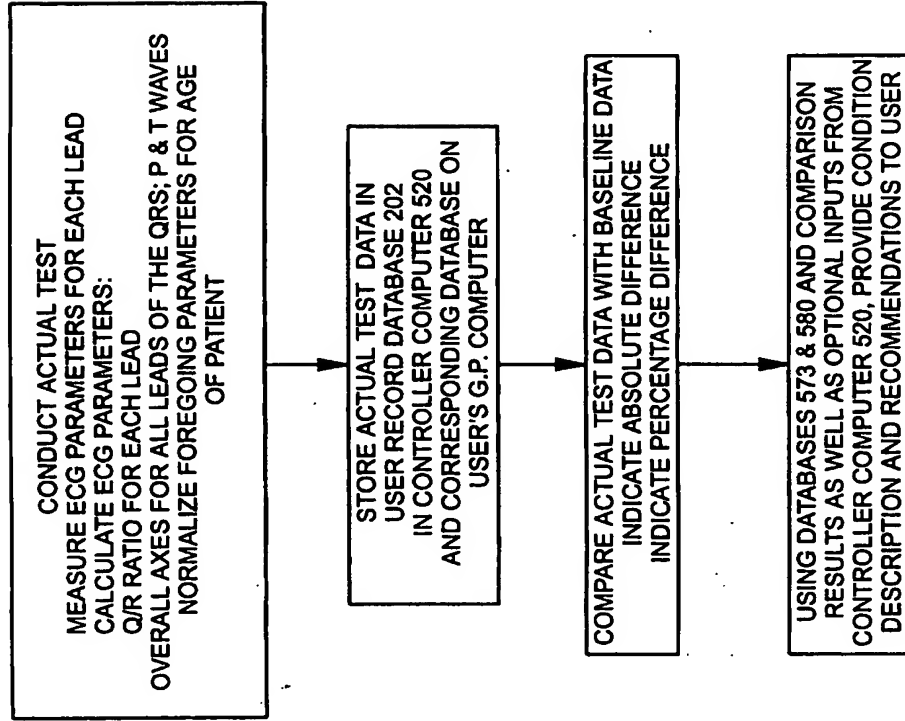 CONDUCT ACTUAL TEST
MEASURE ECG PARAMETERS FOR EACH LEAD
CALCULATE ECG PARAMETERS:
Q/R RATIO FOR EACH LEAD
OVERALL AXES FOR ALL LEADS OF THE QRS; P & T WAVES
NORMALIZE FOREGOING PARAMETERS FOR AGE
OF PATIENT
STORE ACTUAL TEST DATA IN
USER RECORD DATABASE 202
IN CONTROLLER COMPUTER 520
AND CORRESPONDING DATABASE ON
USER'S G.P. COMPUTER
COMPARE ACTUAL TEST DATA WITH BASELINE DATA
INDICATE ABSOLUTE DIFFERENCE
INDICATE PERCENTAGE DIFFERENCE
USING DATABASES 573 & 580 AND COMPARISON
RESULTS AS WELL AS OPTIONAL INPUTS FROM
CONTROLLER COMPUTER 520, PROVIDE CONDITION
DESCRIPTION AND RECOMMENDATIONS TO USER